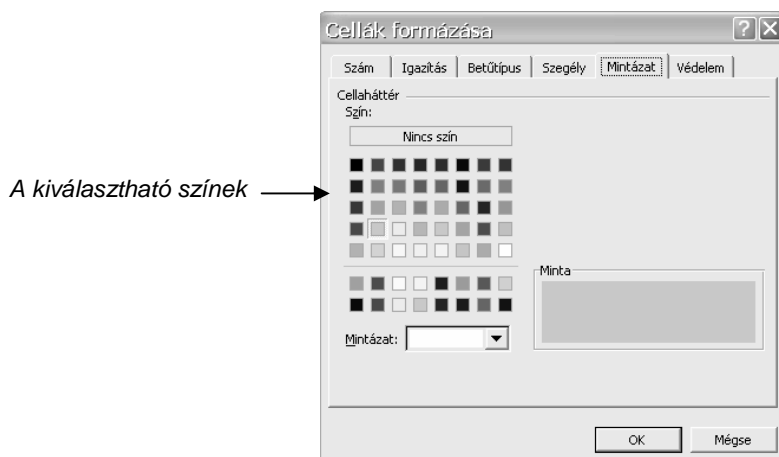 Cellák formázása
Szám Igazítás Betűtípus Szegély Mintázat Védelem
Cellaháttér
Szín:
Nincs szín
A kiválasztható színek
Minta
Mintázat:
OK Mégse